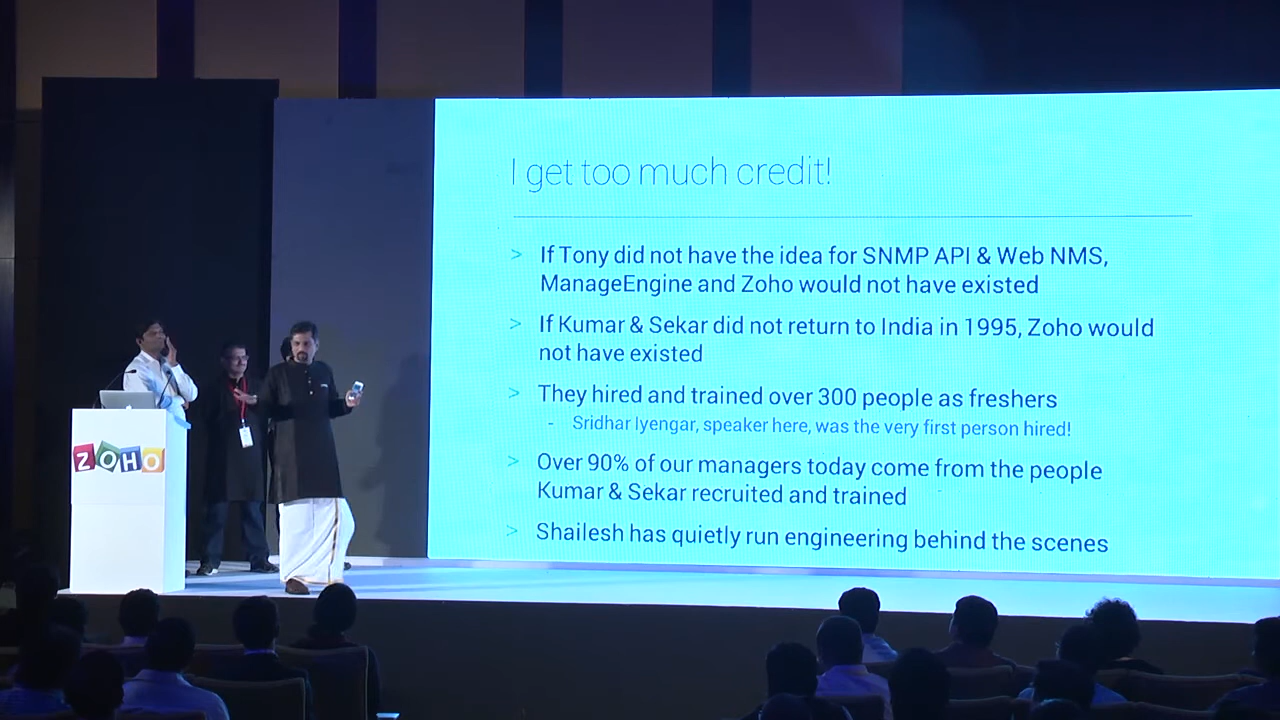 I get too much credit!
> If Tony did not have the idea for SNMP API & Web NMS,
ManageEngine and Zoho would not have existed
> If Kumar & Sekar did not return to India in 1995, Zoho would
not have existed
> They hired and trained over 300 people as freshers
- Sridhar Iyengar, speaker here, was the very first person hired!
> Over 90% of our managers today come from the people
Kumar & Sekar recruited and trained
> Shailesh has quietly run engineering behind the scenes
ZOHO